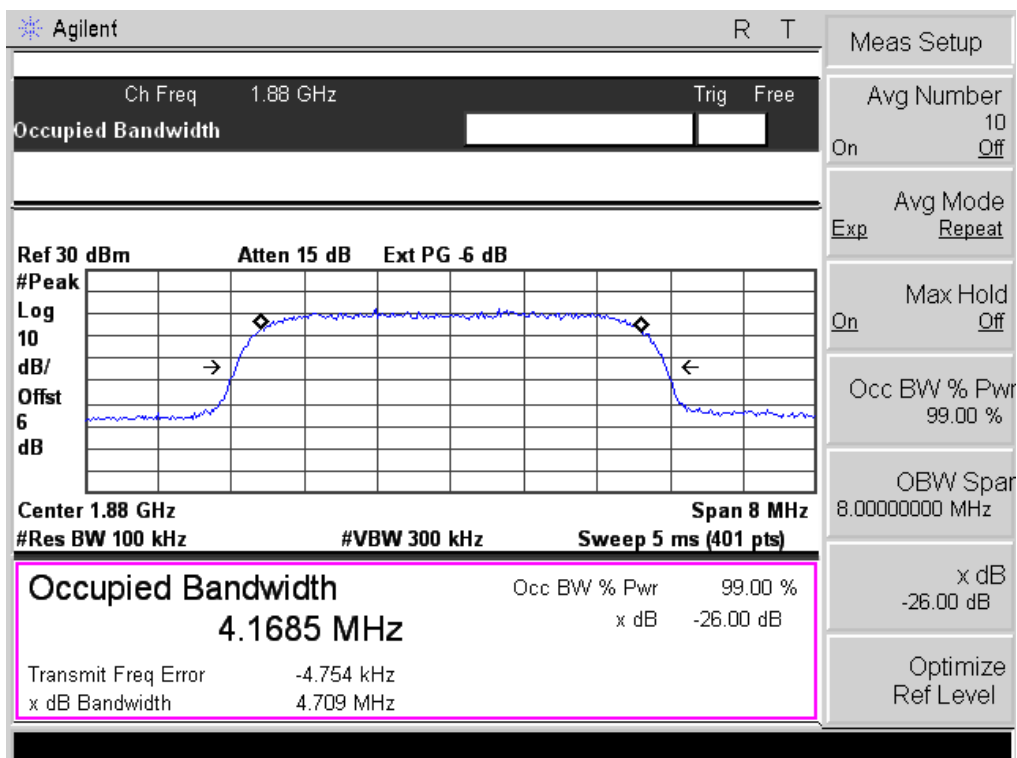 Agilent R T
Ch Freq 1.88 GHz Trig Free
Occupied Bandwidth
Ref 30 dBm Atten 15 dB Ext PG -6 dB
#Peak
Log
10
dB/
Offst
6
dB
Center 1.88 GHz Span 8 MHz
#Res BW 100 kHz #VBW 300 kHz Sweep 5 ms (401 pts)
Occupied Bandwidth Occ BW % Pwr 99.00 %
4.1685 MHz x dB -26.00 dB
Transmit Freq Error -4.754 kHz
x dB Bandwidth 4.709 MHz
Meas Setup
Avg Number
10
On Off
Avg Mode
Exp Repeat
Max Hold
On Off
Occ BW % Pwr
99.00 %
OBW Span
8.00000000 MHz
x dB
-26.00 dB
Optimize
Ref Level